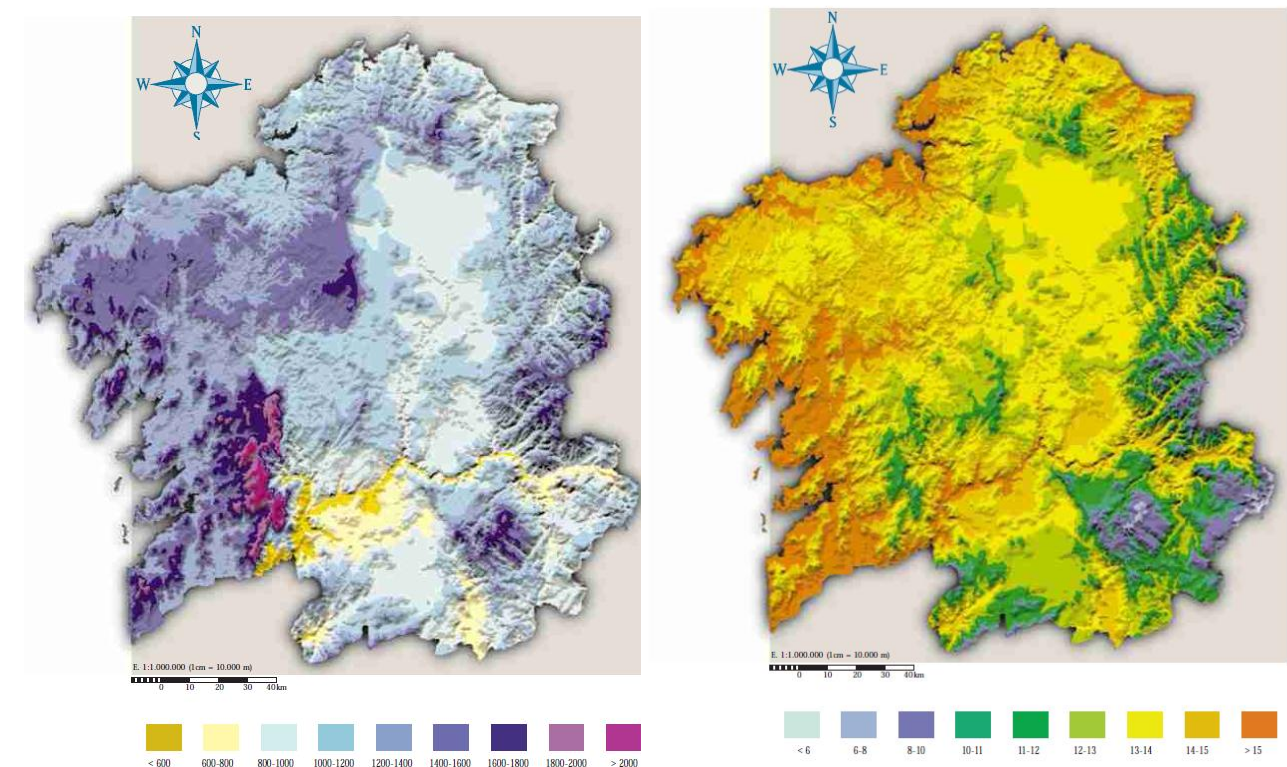 N
W E
S
E. 1:1.000.000 (1cm = 10.000 m)
0 10 20 30 40km
< 600 600-800 800-1000 1000-1200 1200-1400 1400-1600 1600-1800 1800-2000 > 2000
N
W E
S
E. 1:1.000.000 (1cm = 10.000 m)
0 10 20 30 40km
< 6 6-8 8-10 10-11 11-12 12-13 13-14 14-15 > 15